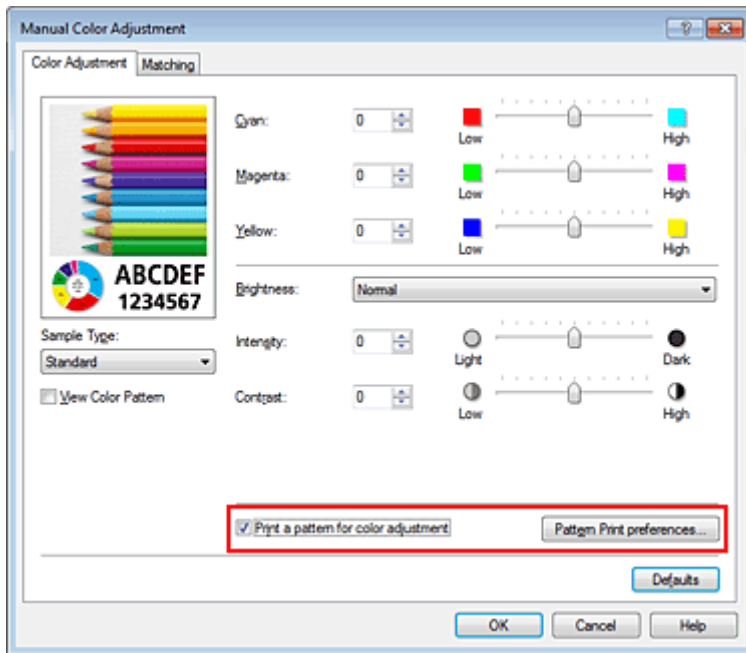 Manual Color Adjustment
Color Adjustment Matching
Cyan: 0 Low High
Magenta: 0 Low High
Yellow: 0 Low High
ABCDEF
1234567
Brightness: Normal
Sample Type:
Standard
Intensity: 0 Light Dark
View Color Pattern
Contrast: 0 Low High
Print a pattern for color adjustment Pattern Print preferences...
Defaults
OK Cancel Help